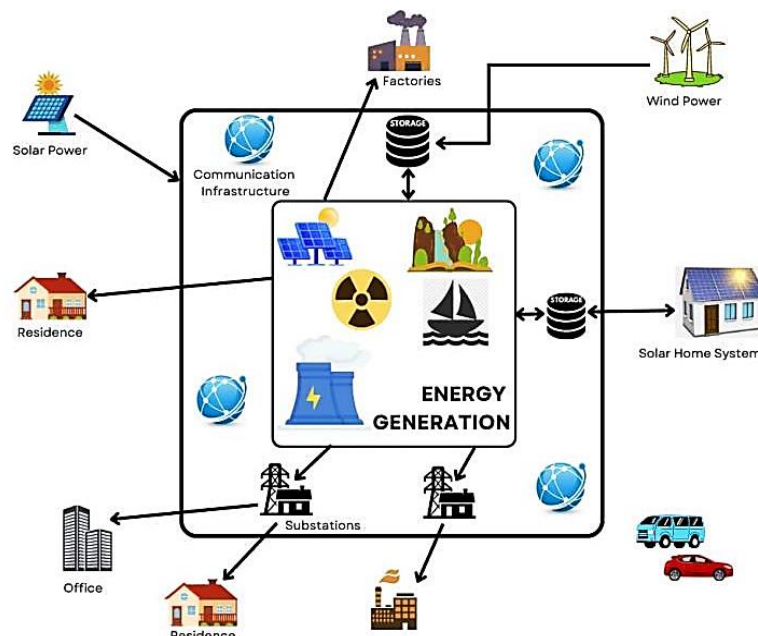 Factories
Wind Power
Solar Power
STORAGE
Communication
Infrastructure
Residence
STORAGE
Solar Home System
ENERGY
GENERATION
Substations
Office
Residence